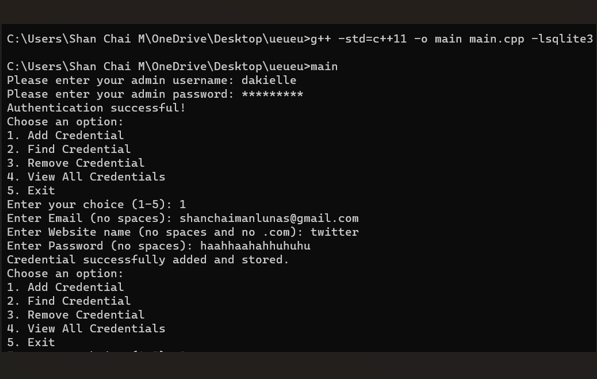 C:\Users\Shan Chai M\OneDrive\Desktop\ueueu>g++ -std=c++11 -o main main.cpp -lsqlite3
C:\Users\Shan Chai M\OneDrive\Desktop\ueueu>main
Please enter your admin username: dakielle
Please enter your admin password: *********
Authentication successful!
Choose an option:
1. Add Credential
2. Find Credential
3. Remove Credential
4. View All Credentials
5. Exit
Enter your choice (1-5): 1
Enter Email (no spaces): shanchaimanlunas@gmail.com
Enter Website name (no spaces and no .com): twitter
Enter Password (no spaces): haahhaahahhuhuhu
Credential successfully added and stored.
Choose an option:
1. Add Credential
2. Find Credential
3. Remove Credential
4. View All Credentials
5. Exit